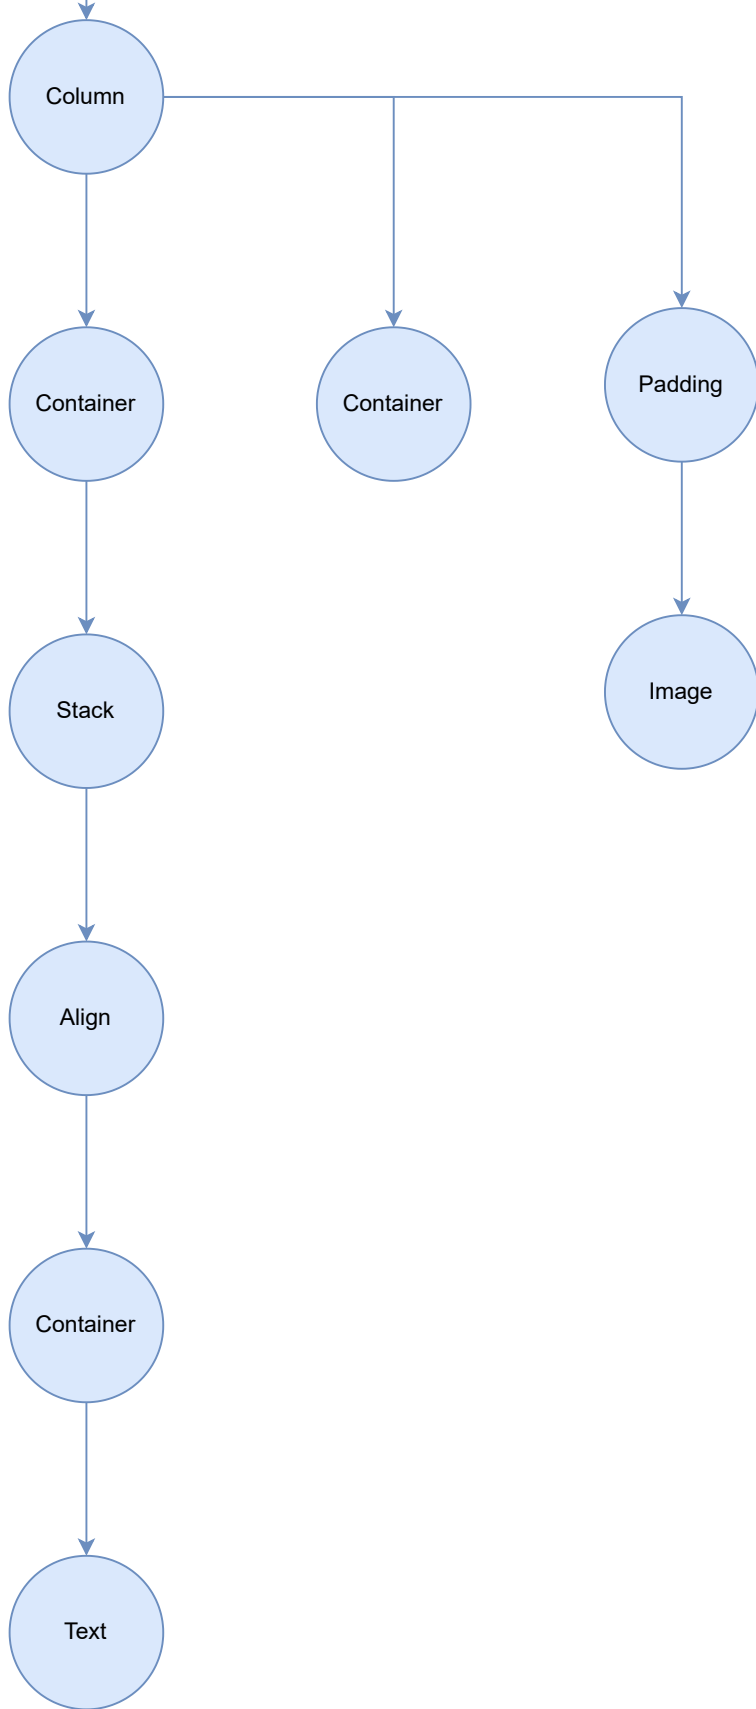 Column
Container
Container
Padding
Stack
Image
Align
Container
Text